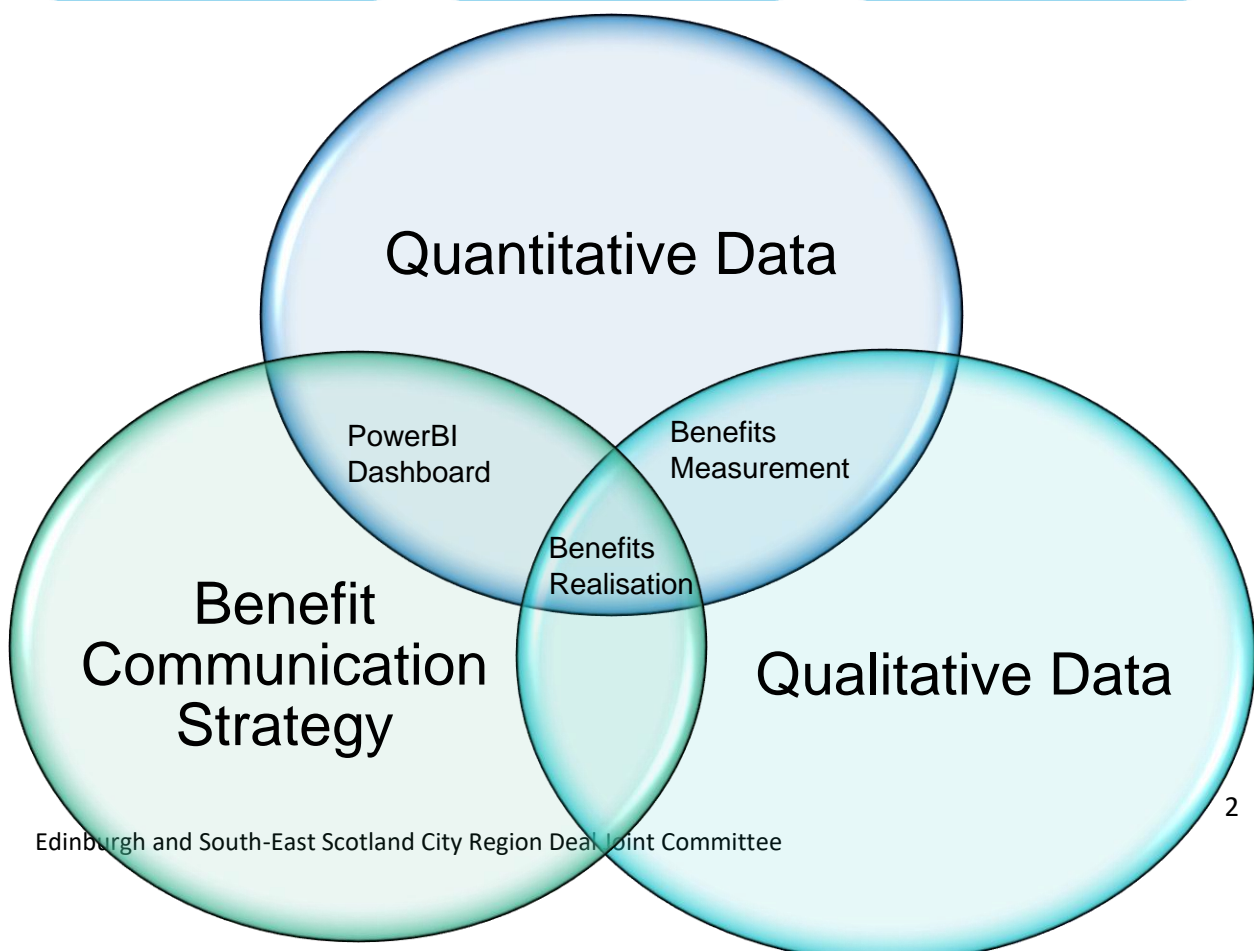 Quantitative Data
PowerBI
Dashboard
Benefits
Measurement
Benefits
Realisation
Benefit
Communication
Strategy
Qualitative Data
2
Edinburgh and South-East Scotland City Region Deal Joint Committee